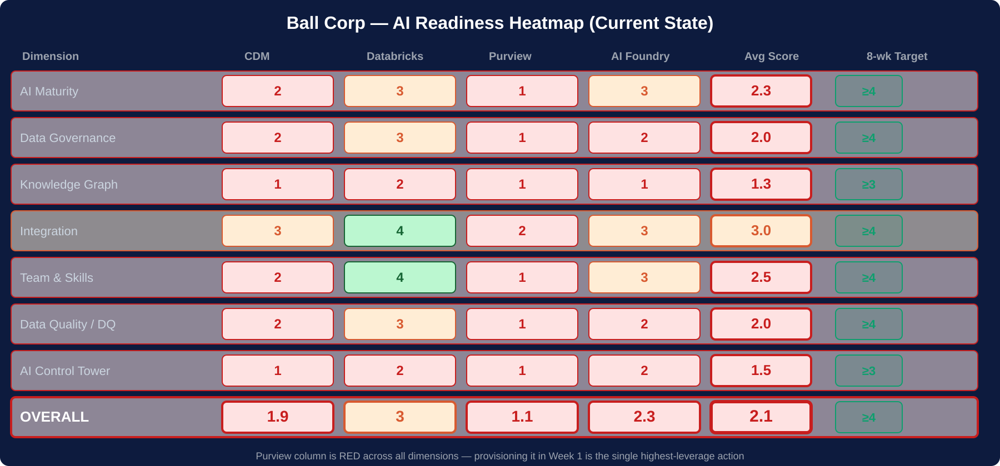 Ball Corp — AI Readiness Heatmap (Current State)
Dimension CDM Databricks Purview AI Foundry Avg Score 8-wk Target
AI Maturity 2 3 1 3 2.3 ≥4
Data Governance 2 3 1 2 2.0 ≥4
Knowledge Graph 1 2 1 1 1.3 ≥3
Integration 3 4 2 3 3.0 ≥4
Team & Skills 2 4 1 3 2.5 ≥4
Data Quality / DQ 2 3 1 2 2.0 ≥4
AI Control Tower 1 2 1 2 1.5 ≥3
OVERALL 1.9 3 1.1 2.3 2.1 ≥4
Purview column is RED across all dimensions — provisioning it in Week 1 is the single highest-leverage action